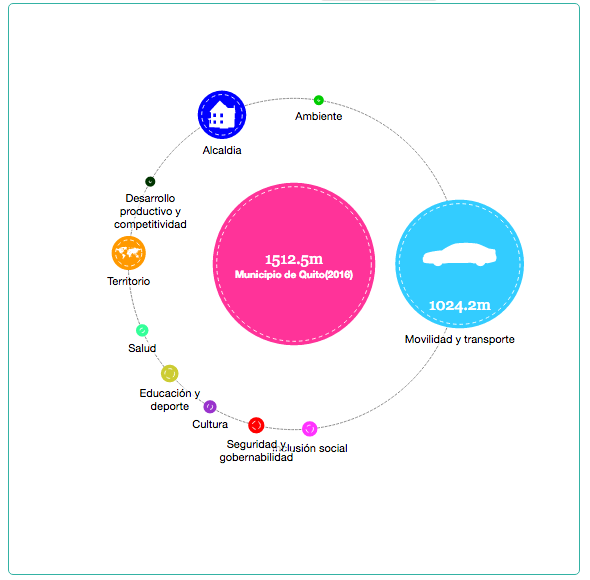 Ambiente
Alcaldia
Desarrollo
productivo y
competitividad
1512.5m
Municipio de Quito(2016)
Territorio
1024.2m
Movilidad y transporte
Salud
Educación y
deporte
Cultura
Seguridad y
gobernabilidad
Inclusión social